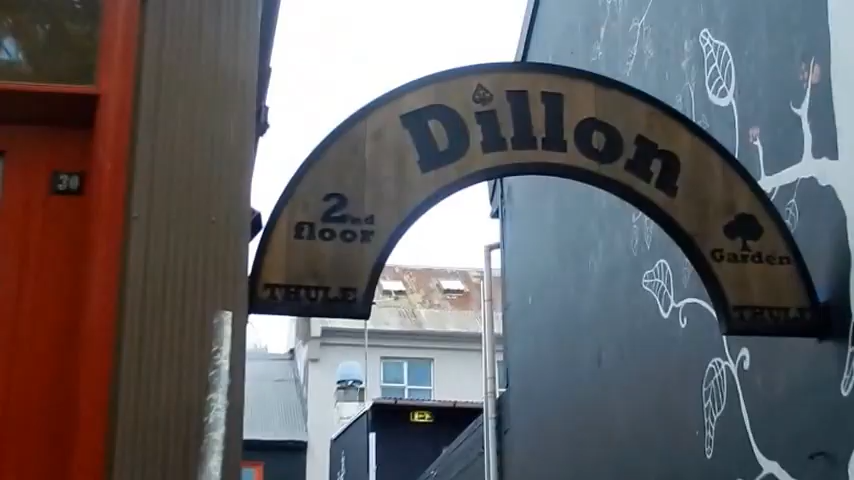 Dillon
2nd
floor
THULE
Garden
THULE
30